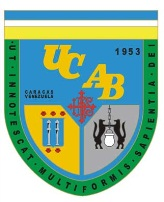 UCAB
1953
CARACAS
VENEZUELA
UT · INNOTESCAT · MULTIFORMIS · SAPIENTIA · DEI